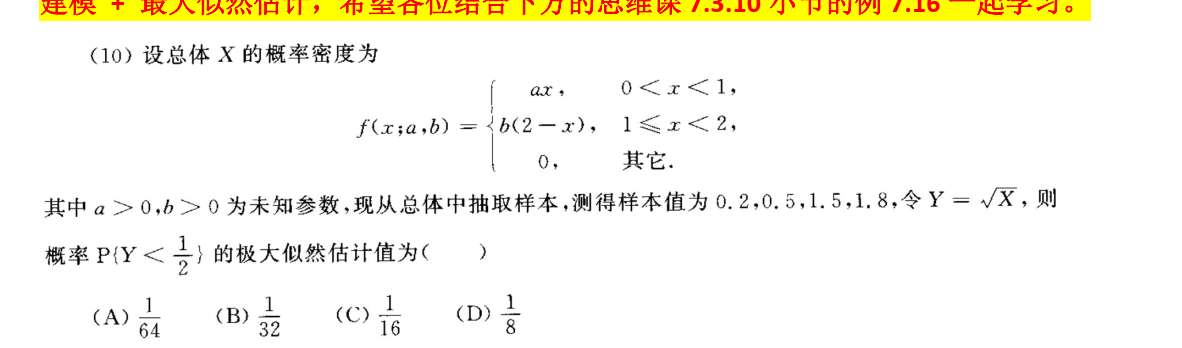 建模 + 最大似然估计，希望各位结合下方的思维课 7.3.10 小节的例 7.16 一起学习。
(10) 设总体 X 的概率密度为
f(x;a,b) = { ax, 0 < x < 1,
b(2 − x), 1 ⩽ x < 2,
0, 其它.
其中 a > 0,b > 0 为未知参数,现从总体中抽取样本,测得样本值为 0.2,0.5,1.5,1.8,令 Y = √X, 则
概率 P{Y < 1/2} 的极大似然估计值为( )
(A) 1/64 (B) 1/32 (C) 1/16 (D) 1/8